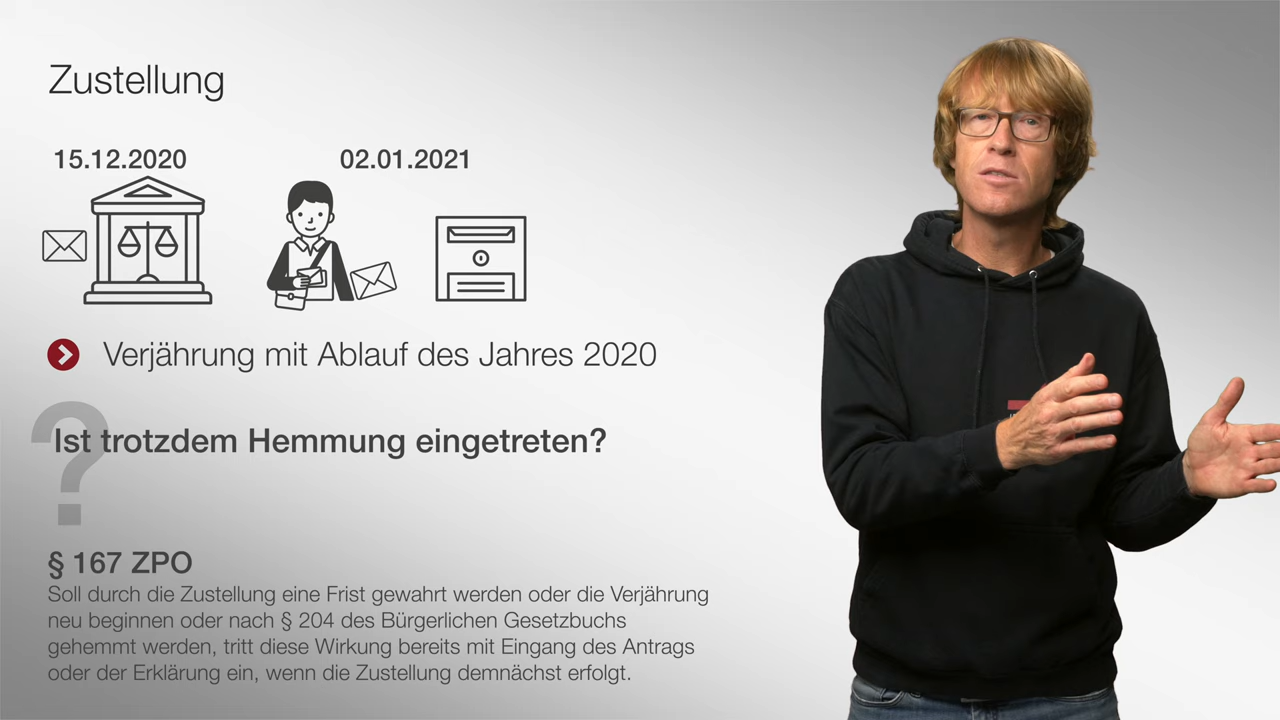 Zustellung
15.12.2020 02.01.2021
Verjährung mit Ablauf des Jahres 2020
?
Ist trotzdem Hemmung eingetreten?
§ 167 ZPO
Soll durch die Zustellung eine Frist gewahrt werden oder die Verjährung
neu beginnen oder nach § 204 des Bürgerlichen Gesetzbuchs
gehemmt werden, tritt diese Wirkung bereits mit Eingang des Antrags
oder der Erklärung ein, wenn die Zustellung demnächst erfolgt.